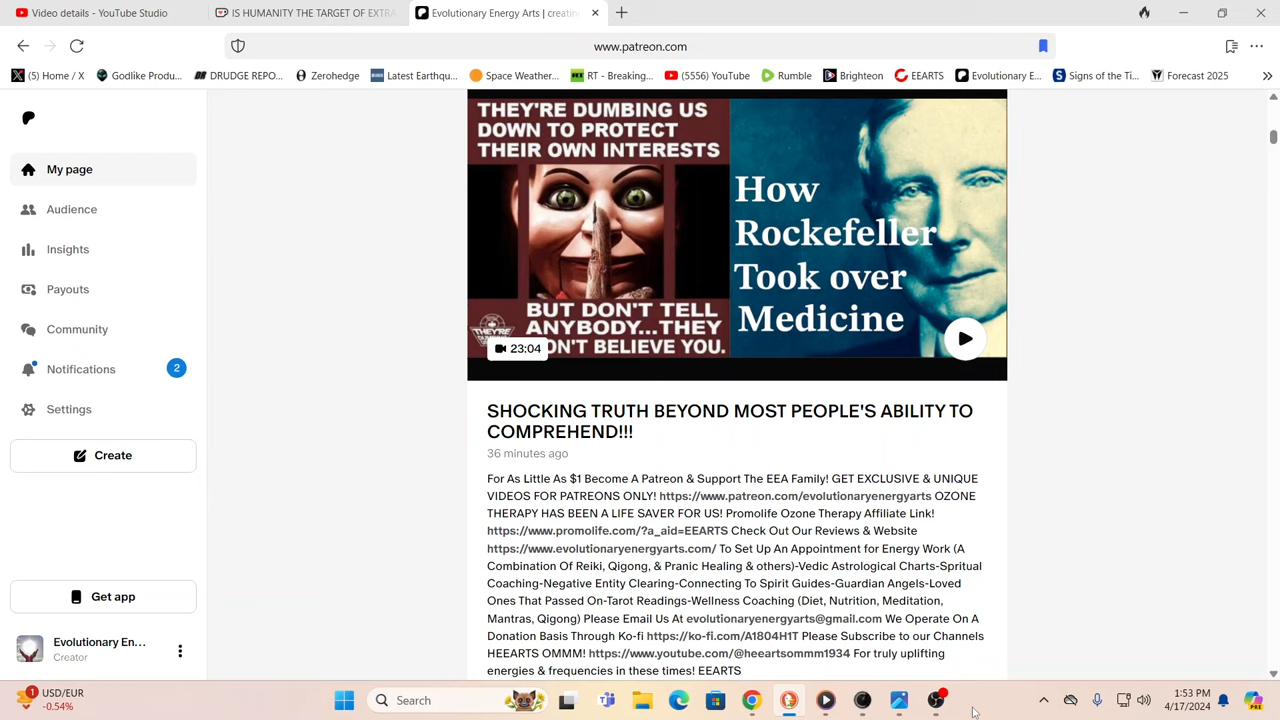 Video details - YouTube Studio
IS HUMANITY THE TARGET OF EXTRA
Evolutionary Energy Arts | creatin
www.patreon.com
(5) Home / X
Godlike Produ...
DRUDGE REPO...
Zerohedge
Latest Earthqu...
Space Weather...
RT - Breaking...
(5556) YouTube
Rumble
Brighteon
EEARTS
Evolutionary E...
Signs of the Ti...
Forecast 2025
My page
Audience
Insights
Payouts
Community
Notifications
2
Settings
Create
Get app
Evolutionary En...
Creator
THEY'RE DUMBING US
DOWN TO PROTECT
THEIR OWN INTERESTS
BUT DON'T TELL
ANYBODY...THEY
ON'T BELIEVE YOU.
23:04
How
Rockefeller
Took over
Medicine
SHOCKING TRUTH BEYOND MOST PEOPLE'S ABILITY TO
COMPREHEND!!!
36 minutes ago
For As Little As $1 Become A Patreon & Support The EEA Family! GET EXCLUSIVE & UNIQUE
VIDEOS FOR PATREONS ONLY! https://www.patreon.com/evolutionaryenergyarts OZONE
THERAPY HAS BEEN A LIFE SAVER FOR US! Promolife Ozone Therapy Affiliate Link!
https://www.promolife.com/?a_aid=EEARTS Check Out Our Reviews & Website
https://www.evolutionaryenergyarts.com/ To Set Up An Appointment for Energy Work (A
Combination Of Reiki, Qigong, & Pranic Healing & others)-Vedic Astrological Charts-Spritual
Coaching-Negative Entity Clearing-Connecting To Spirit Guides-Guardian Angels-Loved
Ones That Passed On-Tarot Readings-Wellness Coaching (Diet, Nutrition, Meditation,
Mantras, Qigong) Please Email Us At evolutionaryenergyarts@gmail.com We Operate On A
Donation Basis Through Ko-fi https://ko-fi.com/A1804H1T Please Subscribe to our Channels
HEEARTS OMMM! https://www.youtube.com/@heeartsommm1934 For truly uplifting
energies & frequencies in these times! EEARTS
1
USD/EUR
-0.54%
Search
1:53 PM
4/17/2024